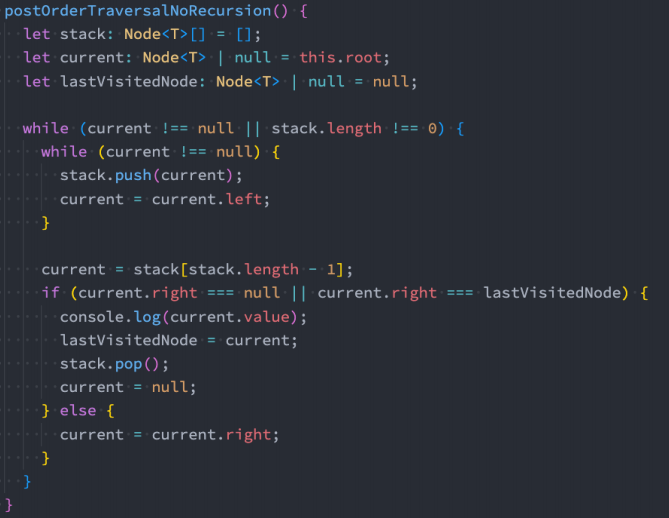 postOrderTraversalNoRecursion() {
  let stack: Node<T>[] = [];
  let current: Node<T> | null = this.root;
  let lastVisitedNode: Node<T> | null = null;

  while (current !== null || stack.length !== 0) {
    while (current !== null) {
      stack.push(current);
      current = current.left;
    }

    current = stack[stack.length - 1];
    if (current.right === null || current.right === lastVisitedNode) {
      console.log(current.value);
      lastVisitedNode = current;
      stack.pop();
      current = null;
    } else {
      current = current.right;
    }
  }
}